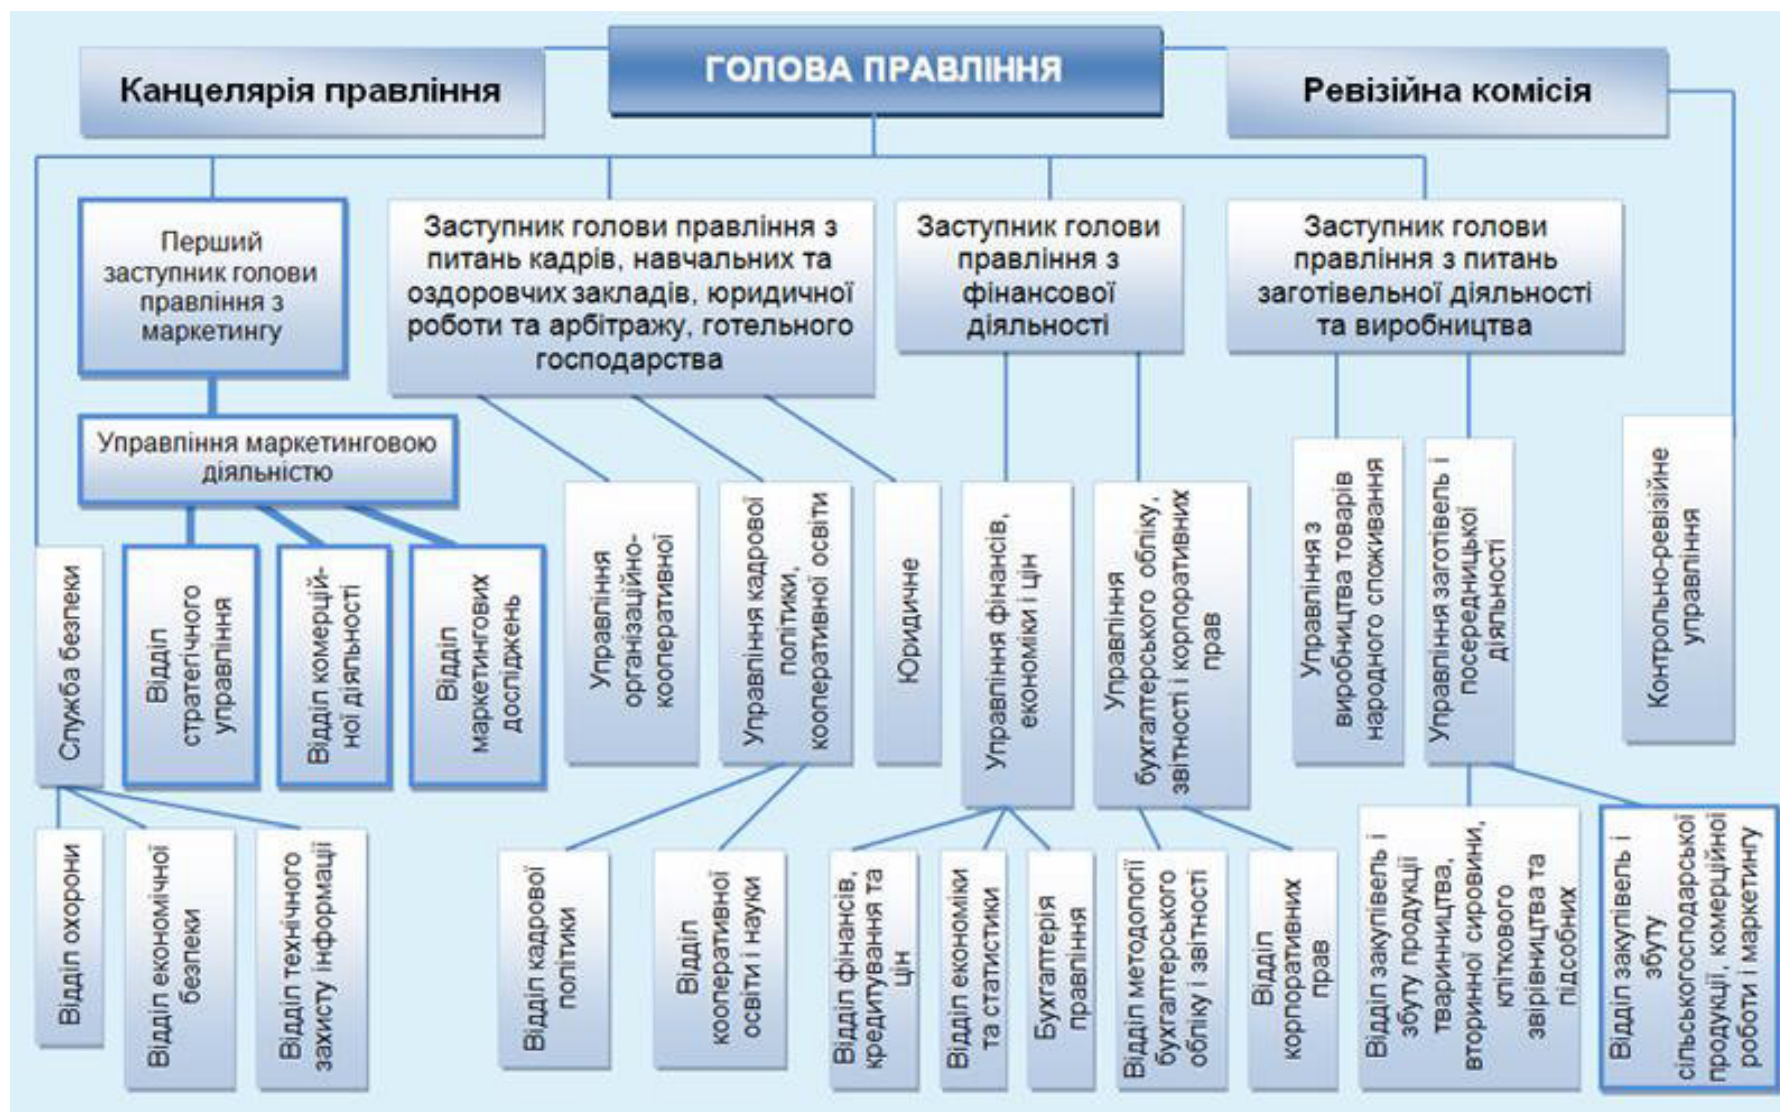 ГОЛОВА ПРАВЛІННЯ
Канцелярія правління
Ревізійна комісія
Перший
заступник голови
правління з
маркетингу
Заступник голови правління з
питань кадрів, навчальних та
оздоровчих закладів, юридичної
роботи та арбітражу, готельного
господарства
Заступник голови
правління з
фінансової
діяльності
Заступник голови
правління з питань
заготівельної діяльності
та виробництва
Управління маркетинговою
діяльністю
Служба безпеки
Відділ
стратегічного
управління
Відділ комерцій-
ної діяльності
Відділ
маркетингових
досліджень
Управління
організаційно-
кооперативної
Управління кадрової
політики,
кооперативної освіти
Юридичне
Управління фінансів,
економіки і цін
Управління
бухгалтерського обліку,
звітності і корпоративних
прав
Управління з
виробництва товарів
народного споживання
Управління заготівель і
посередницької
діяльності
Контрольно-ревізійне
управління
Відділ охорони
Відділ економічної
безпеки
Відділ технічного
захисту інформації
Відділ кадрової
політики
Відділ
кооперативної
освіти і науки
Відділ фінансів,
кредитування та
цін
Відділ економіки
та статистики
Бухгалтерія
правління
Відділ методології
бухгалтерського
обліку і звітності
Відділ
корпоративних
прав
Відділ закупівель і
збуту продукції
тваринництва,
вторинної сировини,
кліткового
звірівництва та
підсобних
Відділ закупівель і
збуту
сільськогосподарської
продукції, комерційної
роботи і маркетингу